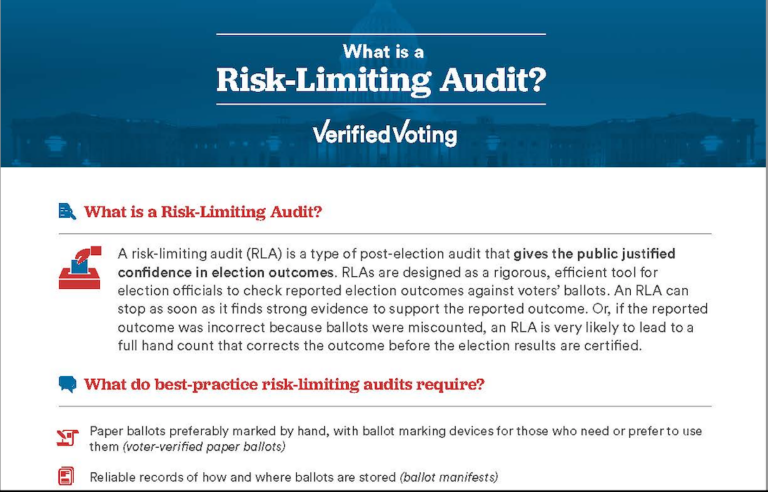 What is a
Risk-Limiting Audit?
VerifiedVoting
What is a Risk-Limiting Audit?
A risk-limiting audit (RLA) is a type of post-election audit that gives the public justified
confidence in election outcomes. RLAs are designed as a rigorous, efficient tool for
election officials to check reported election outcomes against voters' ballots. An RLA can
stop as soon as it finds strong evidence to support the reported outcome. Or, if the reported
outcome was incorrect because ballots were miscounted, an RLA is very likely to lead to a
full hand count that corrects the outcome before the election results are certified.
What do best-practice risk-limiting audits require?
Paper ballots preferably marked by hand, with ballot marking devices for those who need or prefer to use
them (voter-verified paper ballots)
Reliable records of how and where ballots are stored (ballot manifests)